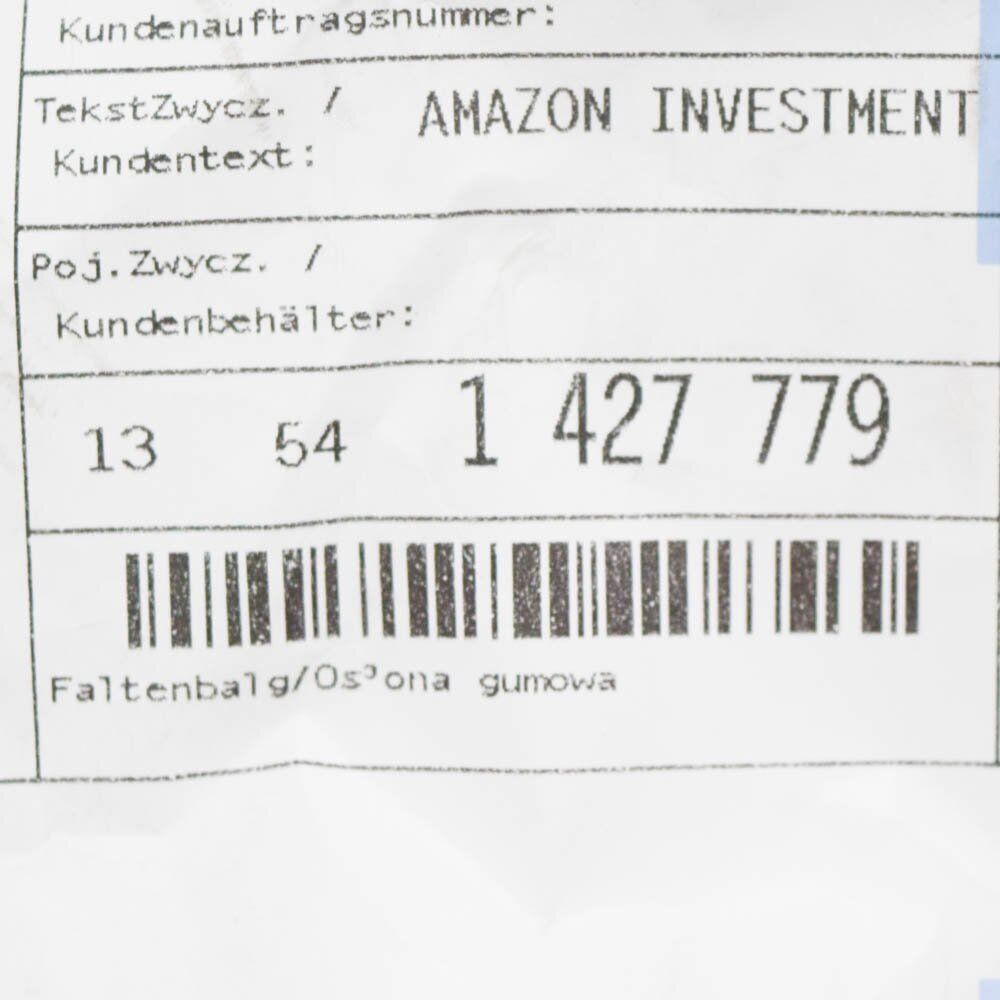 Kundenauftragsnummer:
TekstZwycz. / AMAZON INVESTMENT
Kundentext:
Poj.Zwycz. /
Kundenbehälter:
13 54 1 427 779
Faltenbalg/Os³ona gumowa